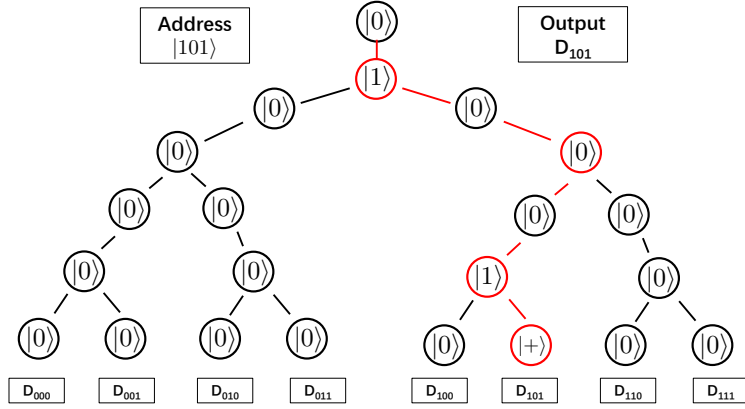 |0⟩
Address
|101⟩
Output
D₁₀₁
|1⟩
|0⟩ |0⟩
|0⟩ |0⟩
|0⟩ |0⟩ |0⟩ |0⟩
|0⟩ |0⟩ |1⟩ |0⟩
|0⟩ |0⟩ |0⟩ |0⟩ |0⟩ |+⟩ |0⟩ |0⟩
D₀₀₀ D₀₀₁ D₀₁₀ D₀₁₁ D₁₀₀ D₁₀₁ D₁₁₀ D₁₁₁